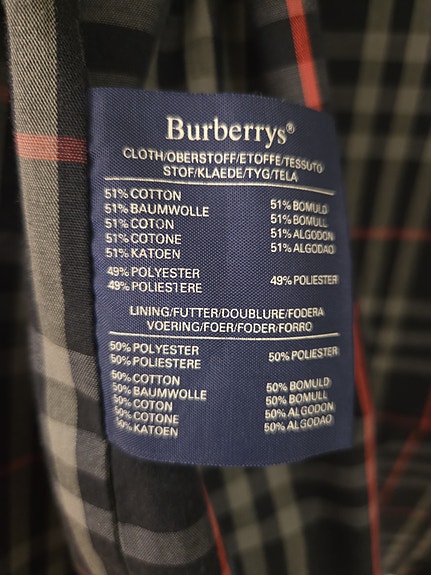 Burberrys®
CLOTH/OBERSTOFF/ETOFFE/TESSUTO
STOF/KLAEDE/TYG/TELA
51% COTTON
51% BAUMWOLLE
51% COTON
51% COTONE
51% KATOEN
51% BOMULD
51% BOMULL
51% ALGODON
51% ALGODAO
49% POLYESTER
49% POLIESTERE
49% POLIESTER
LINING/FUTTER/DOUBLURE/FODERA
VOERING/FOER/FODER/FORRO
50% POLYESTER
50% POLIESTERE
50% POLIESTER
50% COTTON
50% BAUMWOLLE
50% COTON
50% COTONE
50% KATOEN
50% BOMULD
50% BOMULL
50% ALGODON
50% ALGODAO